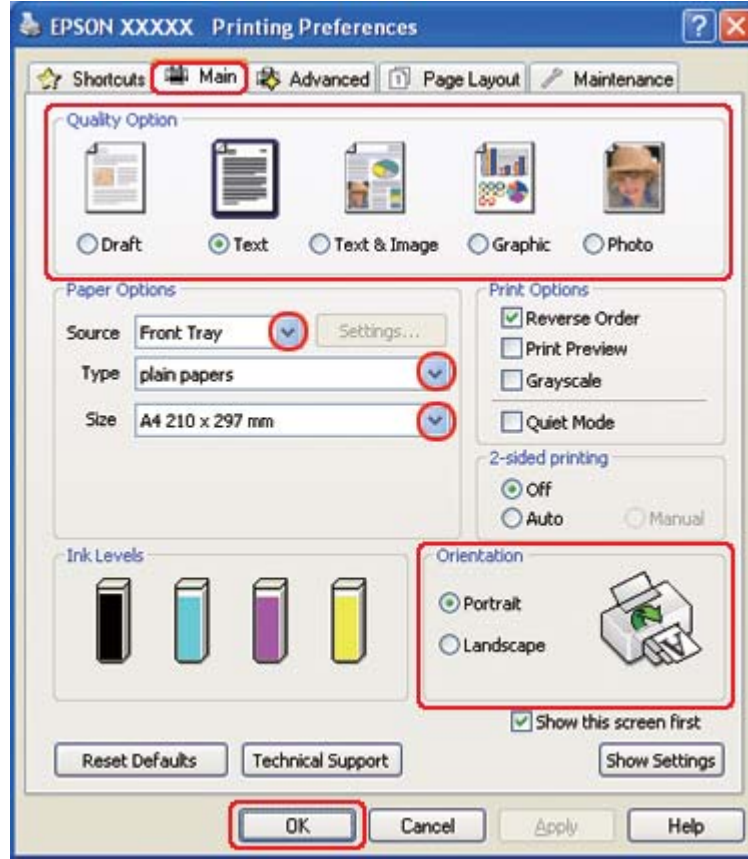 EPSON XXXXX Printing Preferences
Shortcuts Main Advanced Page Layout Maintenance
Quality Option
Draft Text Text & Image Graphic Photo
Paper Options
Source Front Tray Settings...
Type plain papers
Size A4 210 x 297 mm
Print Options
Reverse Order
Print Preview
Grayscale
Quiet Mode
2-sided printing
Off
Auto Manual
Ink Levels
Orientation
Portrait
Landscape
Show this screen first
Reset Defaults Technical Support Show Settings
OK Cancel Apply Help